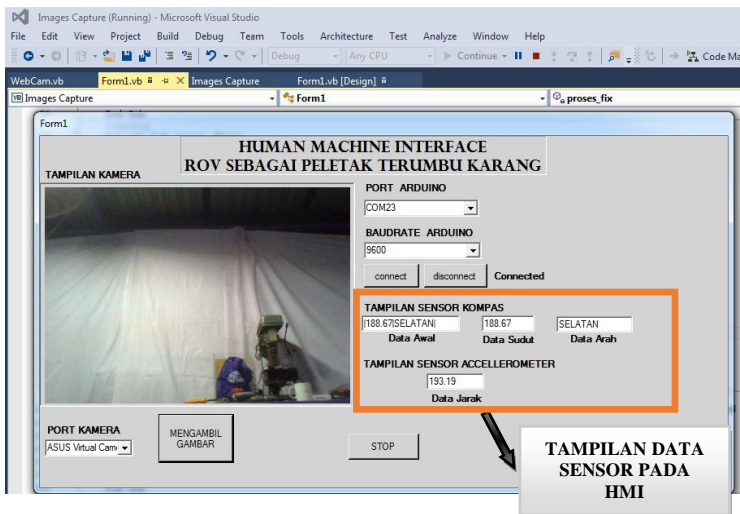 Images Capture (Running) - Microsoft Visual Studio
File Edit View Project Build Debug Team Tools Architecture Test Analyze Window Help
Debug Any CPU Continue Code Ma
WebCam.vb Form1.vb Images Capture Form1.vb [Design]
VB Images Capture Form1 proses_fix
Form1
HUMAN MACHINE INTERFACE
ROV SEBAGAI PELETAK TERUMBU KARANG
TAMPILAN KAMERA
PORT ARDUINO
COM23
BAUDRATE ARDUINO
9600
connect disconnect Connected
TAMPILAN SENSOR KOMPAS
|188.67|SELATAN| 188.67 SELATAN
Data Awal Data Sudut Data Arah
TAMPILAN SENSOR ACCELLEROMETER
193.19
Data Jarak
PORT KAMERA
ASUS Virtual Cam
MENGAMBIL
GAMBAR
STOP
TAMPILAN DATA
SENSOR PADA
HMI